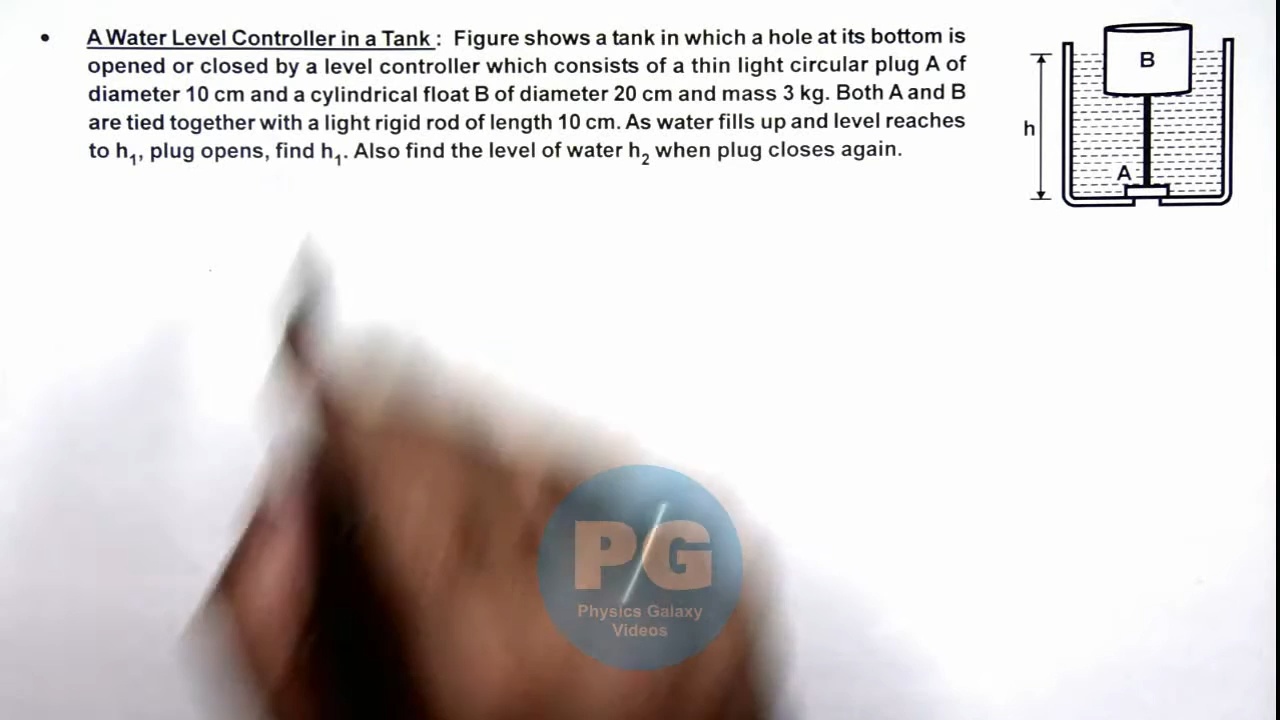 • A Water Level Controller in a Tank : Figure shows a tank in which a hole at its bottom is
opened or closed by a level controller which consists of a thin light circular plug A of
diameter 10 cm and a cylindrical float B of diameter 20 cm and mass 3 kg. Both A and B
are tied together with a light rigid rod of length 10 cm. As water fills up and level reaches
to h₁, plug opens, find h₁. Also find the level of water h₂ when plug closes again.
B
h
A
PG
Physics Galaxy
Videos